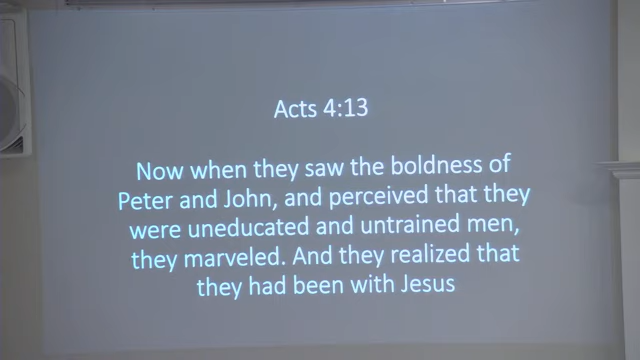 Acts 4:13
Now when they saw the boldness of
Peter and John, and perceived that they
were uneducated and untrained men,
they marveled. And they realized that
they had been with Jesus